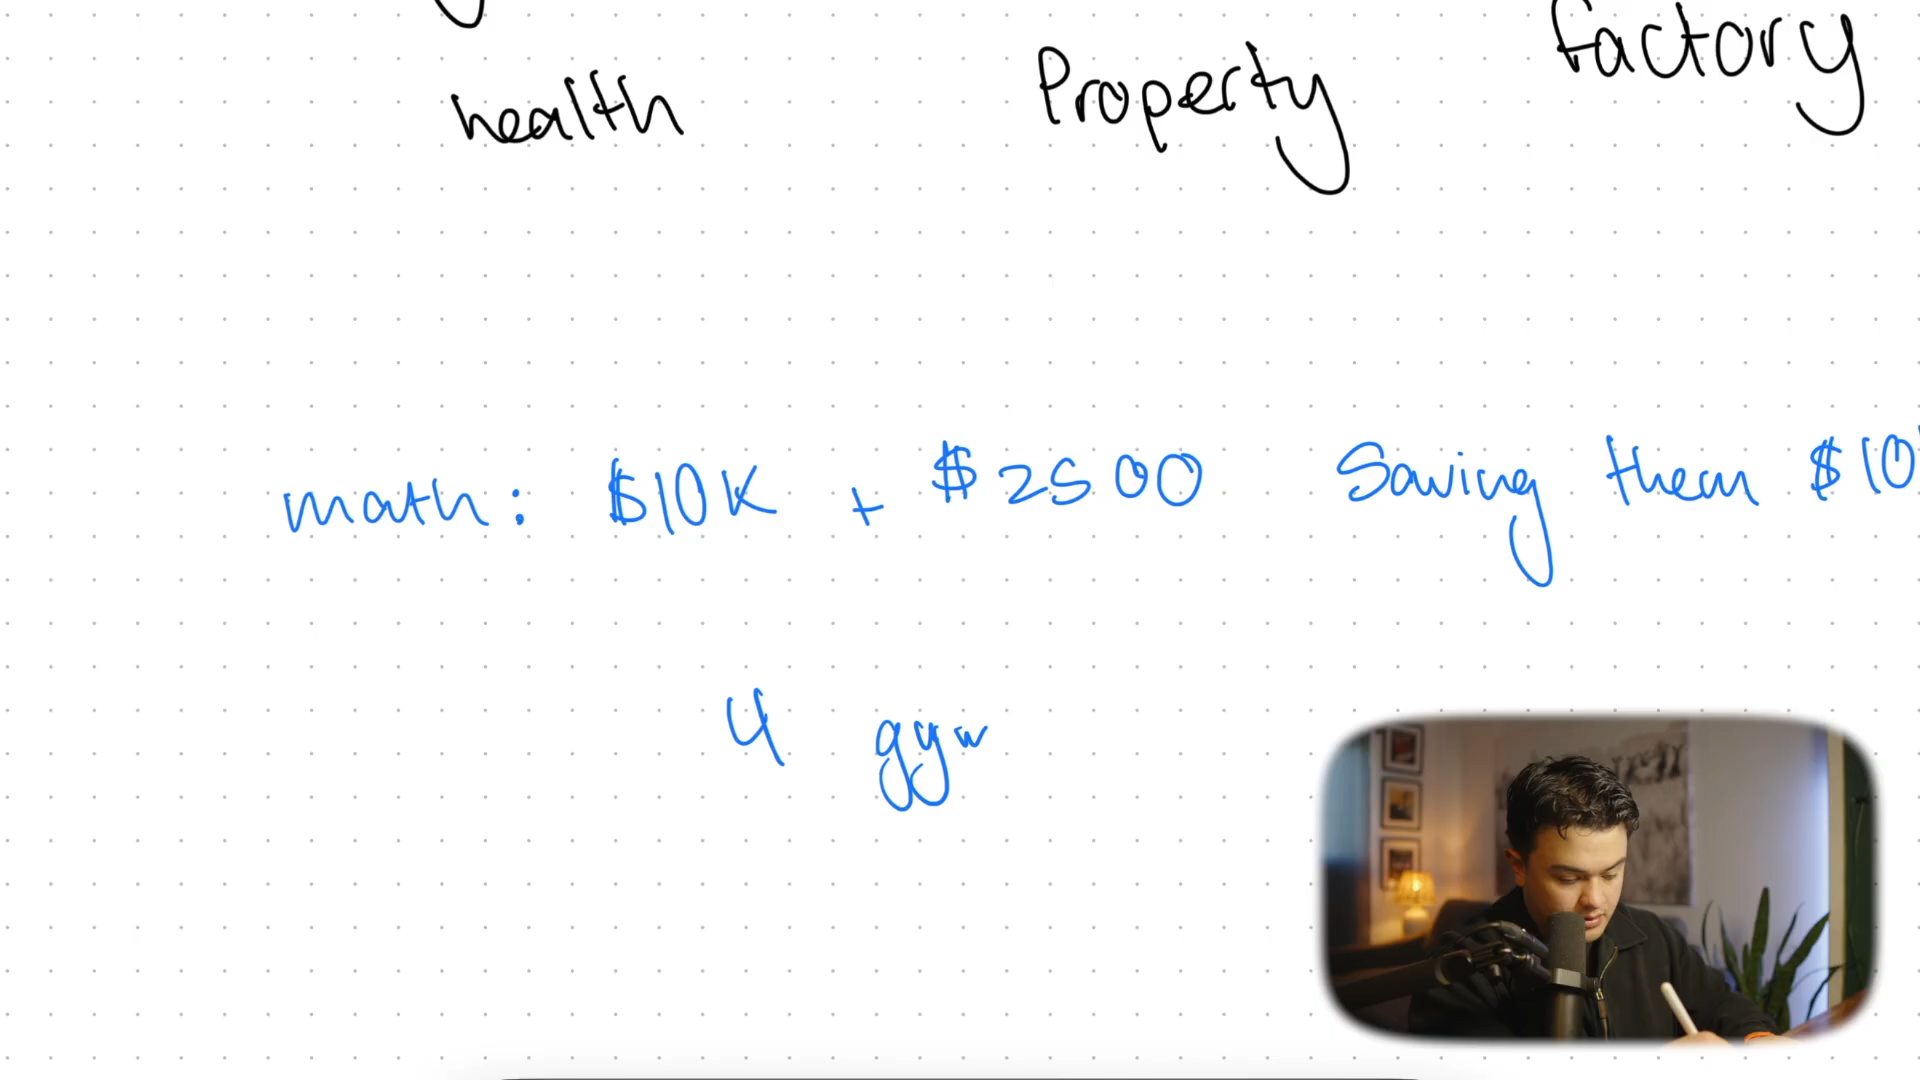 factory
health
Property
math: $10K + $2500 Saving them $10
4 gym